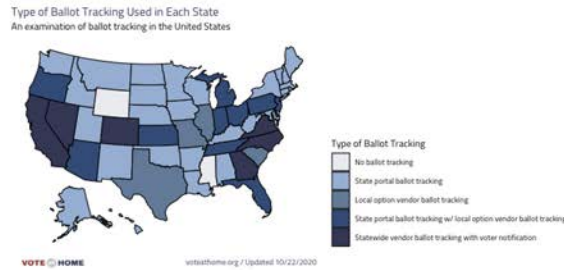 Type of Ballot Tracking Used in Each State
An examination of ballot tracking in the United States
Type of Ballot Tracking
No ballot tracking
State portal ballot tracking
Local option vendor ballot tracking
State portal ballot tracking w/ local option vendor ballot tracking
Statewide vendor ballot tracking with voter notification
VOTE HOME
voteathome.org / Updated 10/22/2020